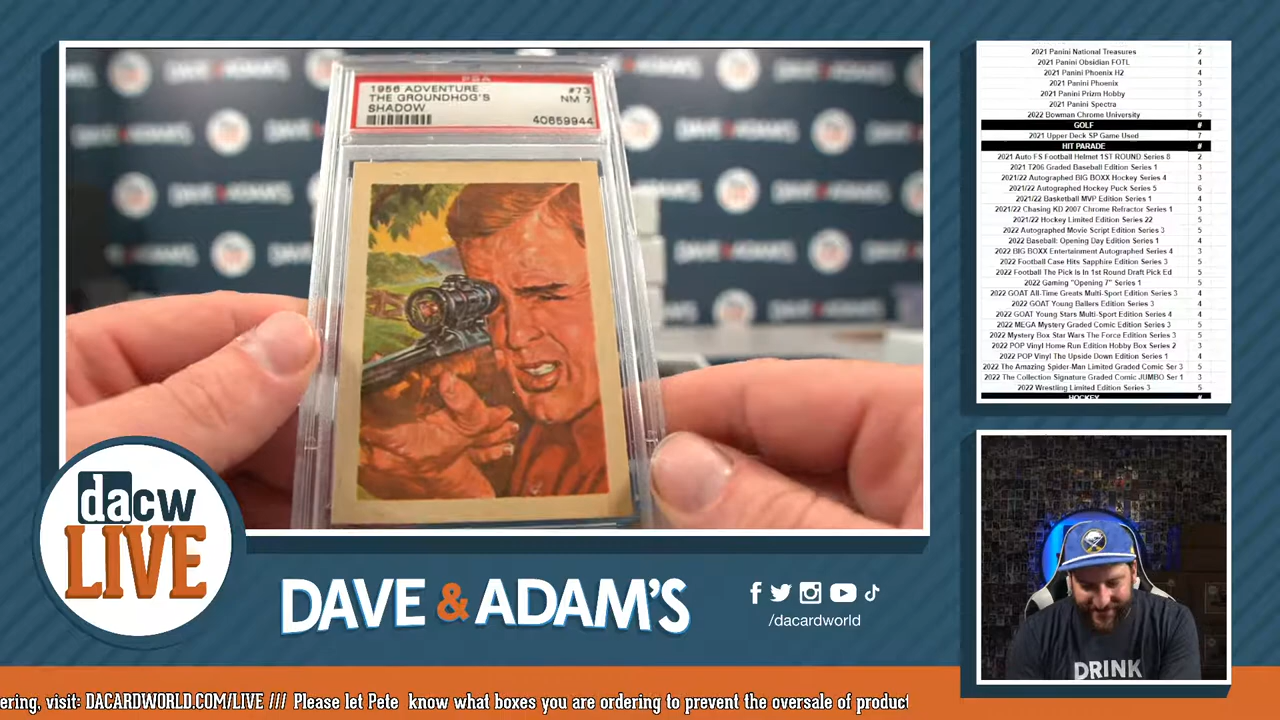 PSA
1956 ADVENTURE
THE GROUNDHOG'S
SHADOW
#73
NM 7
40659944
DAVE & ADAM'S
2021 Panini National Treasures 2
2021 Panini Obsidian FOTL 4
2021 Panini Phoenix H2 4
2021 Panini Phoenix 3
2021 Panini Prizm Hobby 5
2021 Panini Spectra 3
2022 Bowman Chrome University 6
GOLF #
2021 Upper Deck SP Game Used 7
HIT PARADE #
2021 Auto FS Football Helmet 1ST ROUND Series 8 2
2021 T206 Graded Baseball Edition Series 1 3
2021/22 Autographed BIG BOXX Hockey Series 4 3
2021/22 Autographed Hockey Puck Series 5 6
2021/22 Basketball MVP Edition Series 1 4
2021/22 Chasing KD 2007 Chrome Refractor Series 1 3
2021/22 Hockey Limited Edition Series 22 5
2022 Autographed Movie Script Edition Series 3 5
2022 Baseball: Opening Day Edition Series 1 4
2022 BIG BOXX Entertainment Autographed Series 4 3
2022 Football Case Hits Sapphire Edition Series 3 5
2022 Football The Pick Is In 1st Round Draft Pick Ed 5
2022 Gaming "Opening 7" Series 1 5
2022 GOAT All-Time Greats Multi-Sport Edition Series 3 4
2022 GOAT Young Ballers Edition Series 3 4
2022 GOAT Young Stars Multi-Sport Edition Series 4 4
2022 MEGA Mystery Graded Comic Edition Series 3 5
2022 Mystery Box Star Wars The Force Edition Series 3 5
2022 POP Vinyl Home Run Edition Hobby Box Series 2 3
2022 POP Vinyl The Upside Down Edition Series 1 4
2022 The Amazing Spider-Man Limited Graded Comic Ser 3 5
2022 The Collection Signature Graded Comic JUMBO Ser 1 3
2022 Wrestling Limited Edition Series 3 5
HOCKEY #
dacw
LIVE
DAVE & ADAM'S
/dacardworld
DRINK
ering, visit: DACARDWORLD.COM/LIVE /// Please let Pete know what boxes you are ordering to prevent the oversale of product